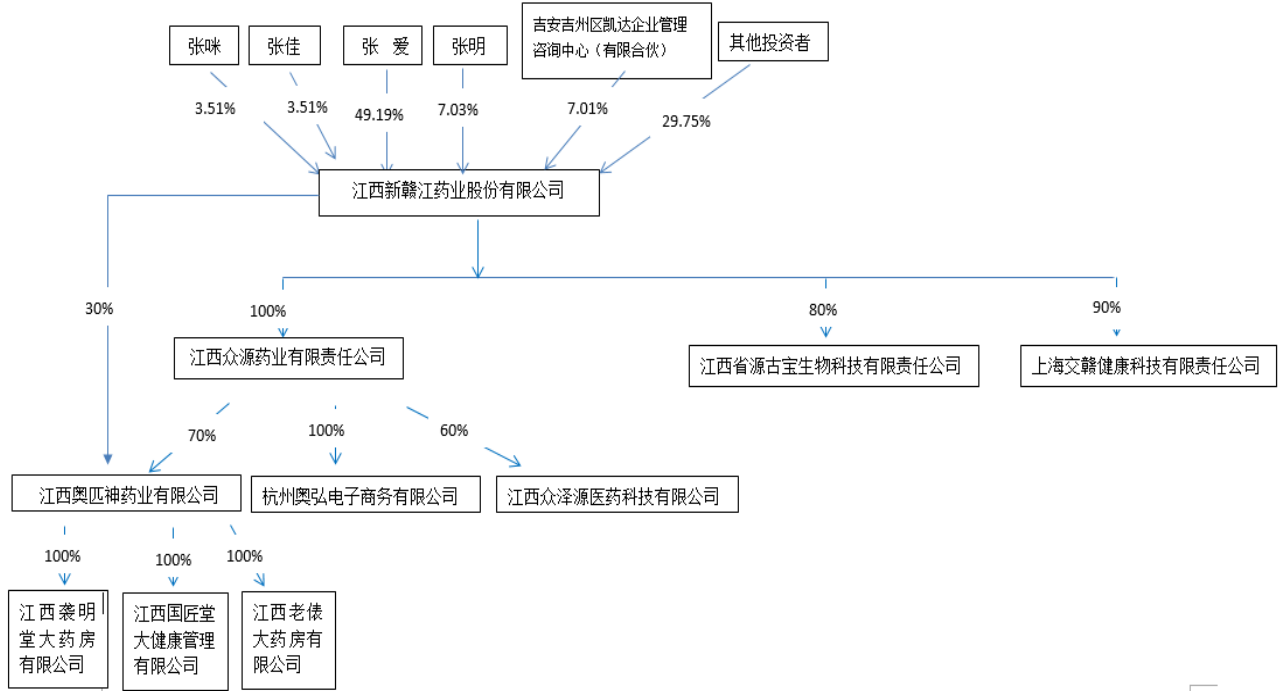 吉安吉州区凯达企业管理
咨询中心（有限合伙）
张咪
张佳
张 爱
张明
其他投资者
3.51%
3.51%
49.19%
7.03%
7.01%
29.75%
江西新赣江药业股份有限公司
30%
100%
80%
90%
江西众源药业有限责任公司
江西省源古宝生物科技有限责任公司
上海交赣健康科技有限责任公司
70%
100%
60%
江西奥匹神药业有限公司
杭州奥弘电子商务有限公司
江西众泽源医药科技有限公司
100%
100%
100%
江西袭明
堂大药房
有限公司
江西国匠堂
大健康管理
有限公司
江西老俵
大药房有
限公司